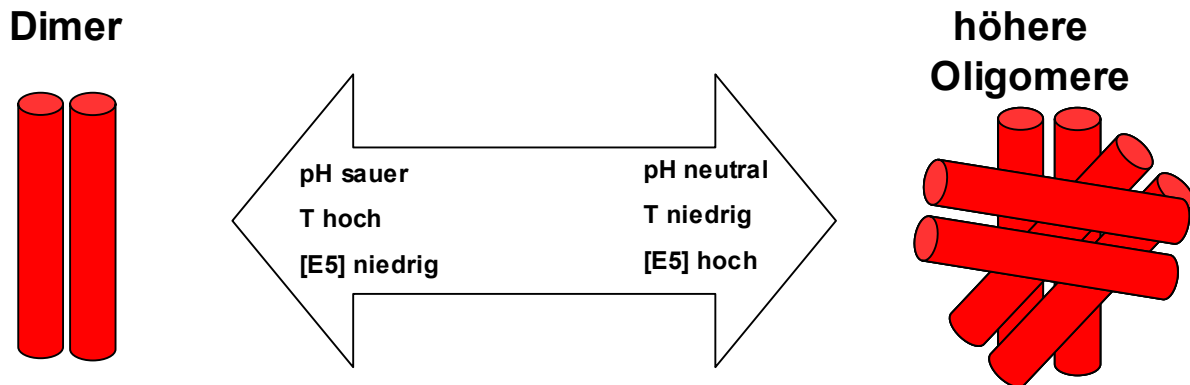 Dimer
höhere
Oligomere
pH sauer
T hoch
[E5] niedrig
pH neutral
T niedrig
[E5] hoch